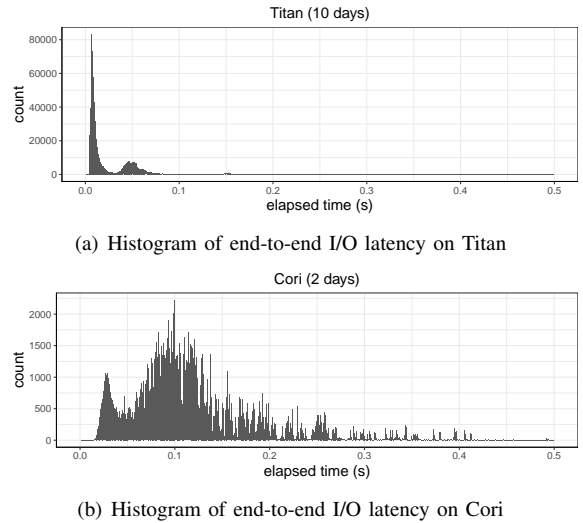 Titan (10 days)
80000
60000
40000
20000
0
count
0.0 0.1 0.2 0.3 0.4 0.5
elapsed time (s)
(a) Histogram of end-to-end I/O latency on Titan
Cori (2 days)
2000
1500
1000
500
0
count
0.0 0.1 0.2 0.3 0.4 0.5
elapsed time (s)
(b) Histogram of end-to-end I/O latency on Cori